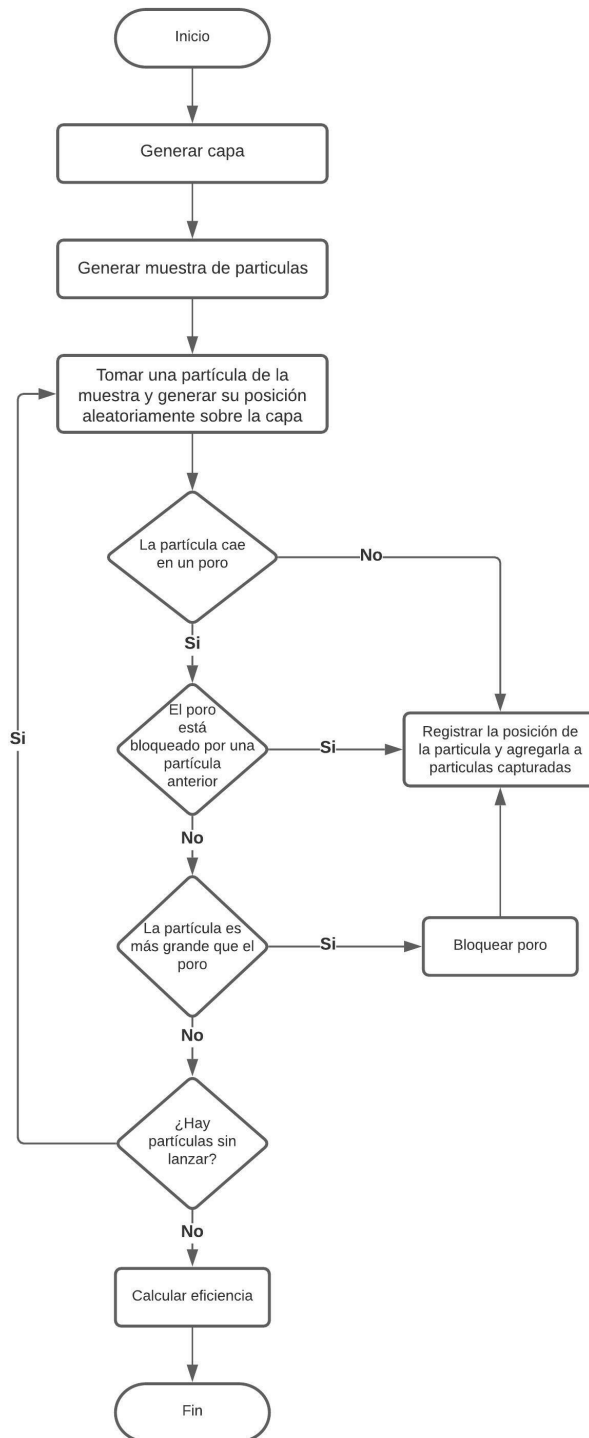 Inicio
Generar capa
Generar muestra de particulas
Tomar una partícula de la
muestra y generar su posición
aleatoriamente sobre la capa
La partícula cae
en un poro
No
Si
El poro
está
bloqueado por una
partícula
anterior
Si
Registrar la posición de
la particula y agregarla a
particulas capturadas
Si
No
La partícula es
más grande que el
poro
Si
Bloquear poro
No
¿Hay
partículas sin
lanzar?
No
Calcular eficiencia
Fin